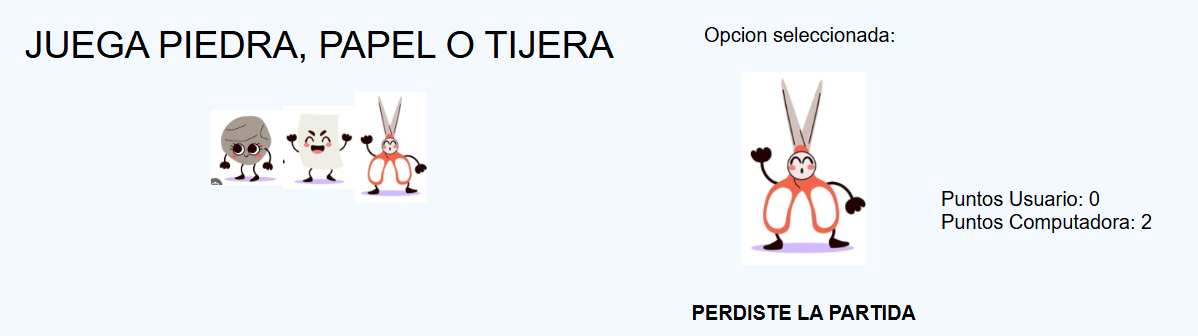 JUEGA PIEDRA, PAPEL O TIJERA
Opcion seleccionada:
Puntos Usuario: 0
Puntos Computadora: 2
PERDISTE LA PARTIDA